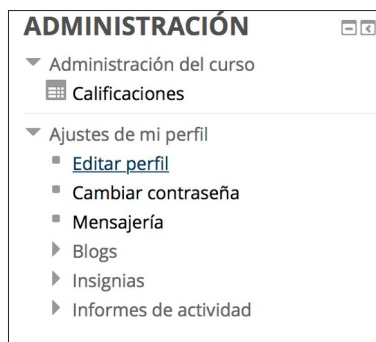 ADMINISTRACIÓN
Administración del curso
Calificaciones
Ajustes de mi perfil
Editar perfil
Cambiar contraseña
Mensajería
Blogs
Insignias
Informes de actividad